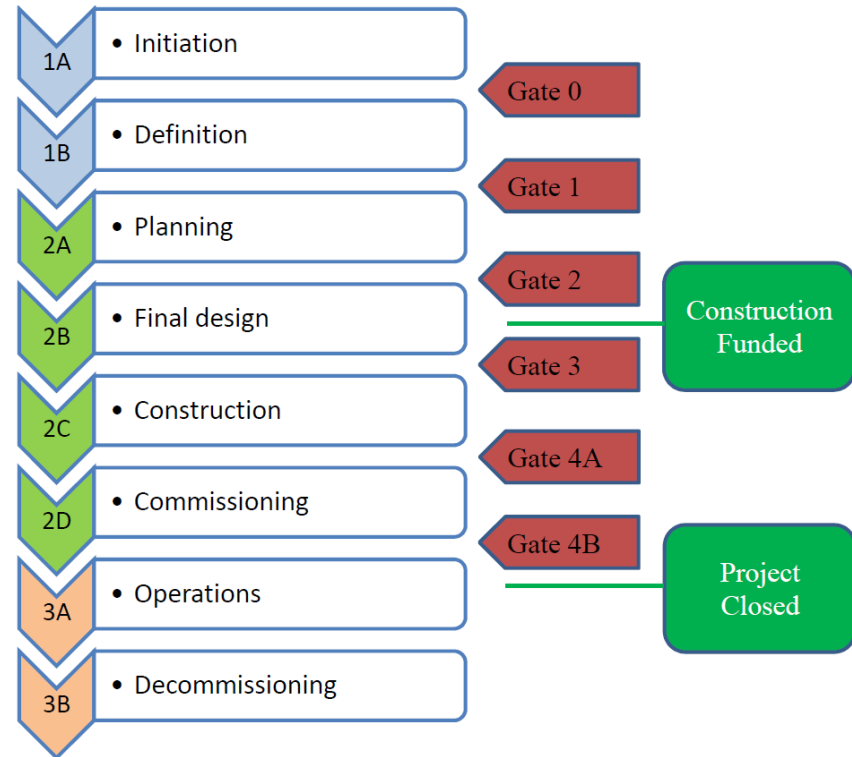 1A
• Initiation
Gate 0
1B
• Definition
Gate 1
2A
• Planning
Gate 2
2B
• Final design
Construction
Funded
Gate 3
2C
• Construction
Gate 4A
2D
• Commissioning
Gate 4B
3A
• Operations
Project
Closed
3B
• Decommissioning